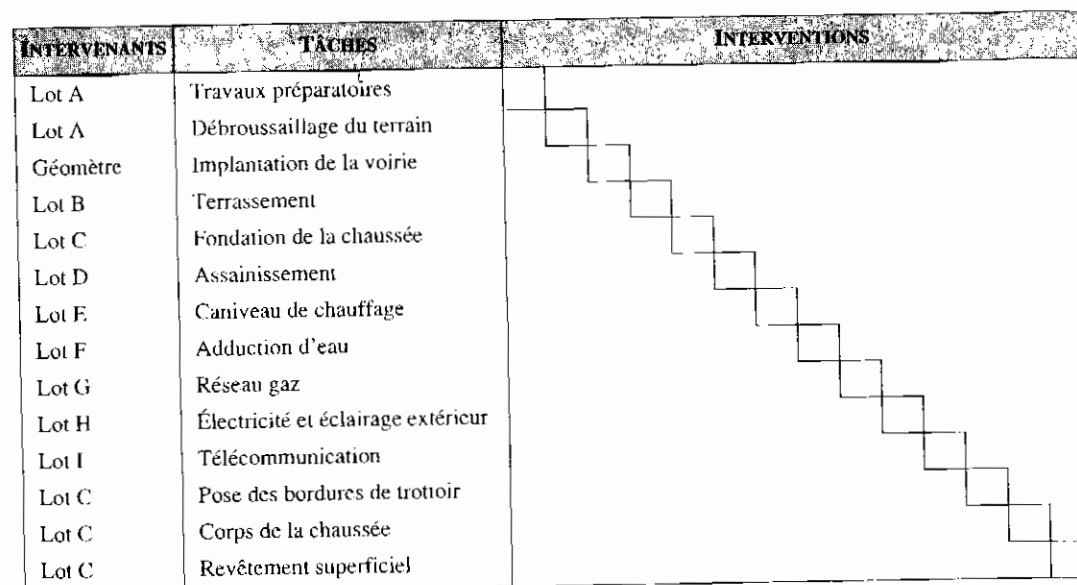 INTERVENANTS TÂCHES INTERVENTIONS
Lot A Travaux préparatoires
Lot A Débroussaillage du terrain
Géomètre Implantation de la voirie
Lot B Terrassement
Lot C Fondation de la chaussée
Lot D Assainissement
Lot E Caniveau de chauffage
Lot F Adduction d'eau
Lot G Réseau gaz
Lot H Électricité et éclairage extérieur
Lot I Télécommunication
Lot C Pose des bordures de trottoir
Lot C Corps de la chaussée
Lot C Revêtement superficiel